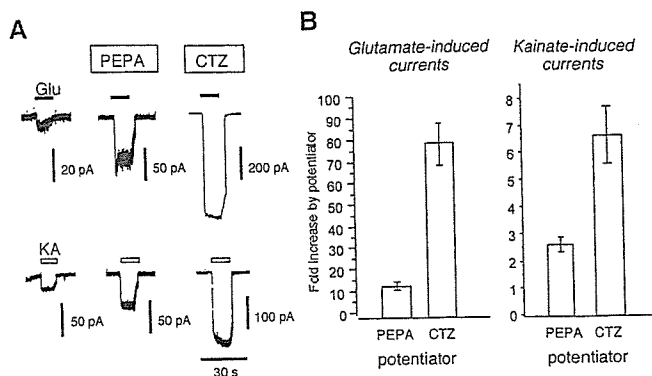 A
PEPA
CTZ
Glu
20 pA
50 pA
200 pA
KA
50 pA
50 pA
100 pA
30 s
B
Glutamate-induced
currents
Kainate-induced
currents
Fold increase by potentiator
100
90
80
70
60
50
40
30
20
10
0
PEPA CTZ
potentiator
8
7
6
5
4
3
2
1
0
PEPA CTZ
potentiator